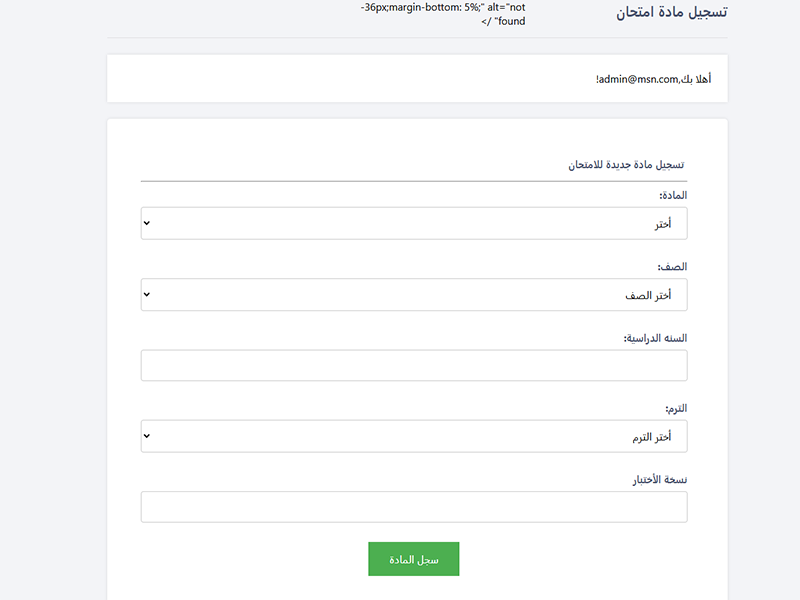 تسجيل مادة امتحان
-36px;margin-bottom: 5%;" alt="not
found" />
أهلا بك,admin@msn.com!
تسجيل مادة جديدة للامتحان
المادة:
أختر
الصف:
أختر الصف
السنه الدراسية:
الترم:
أختر الترم
نسخة الأختبار
سجل المادة